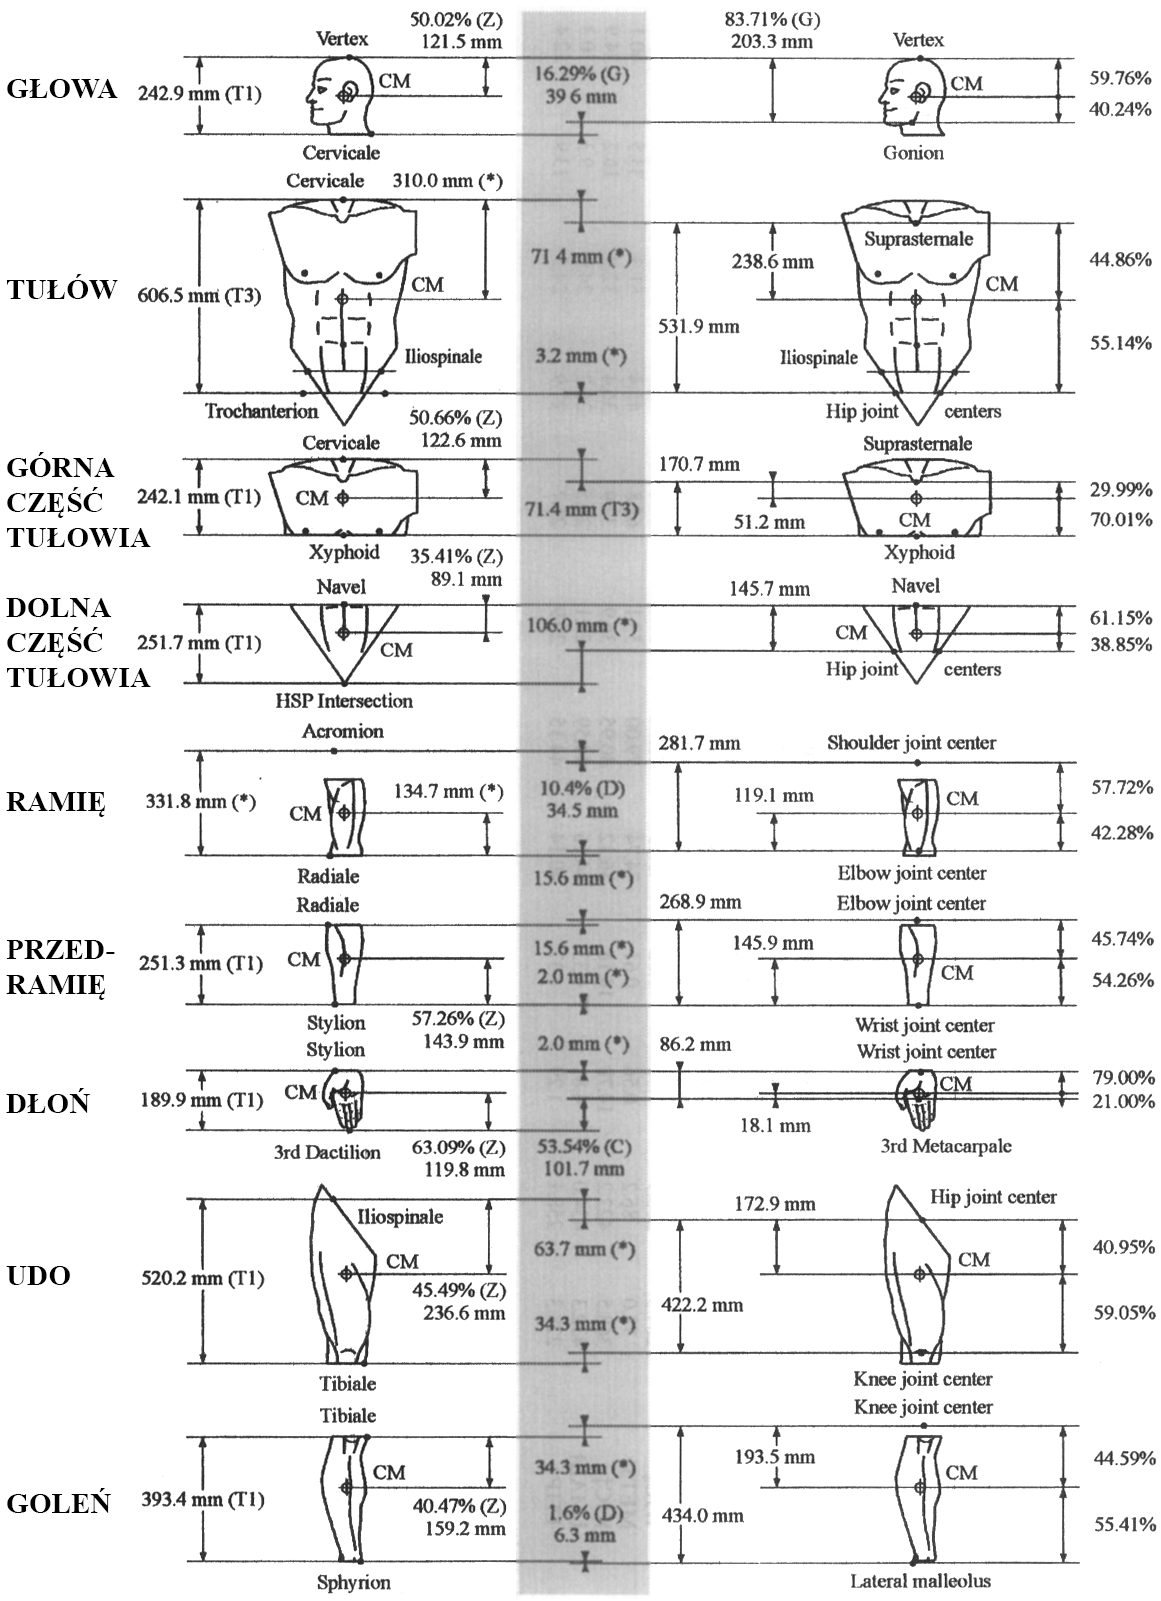 50.02% (Z)
121.5 mm
Vertex
CM
GŁOWA
242.9 mm (T1)
Cervicale
16.29% (G)
39 6 mm
83.71% (G)
203.3 mm
Vertex
CM
59.76%
40.24%
Gonion
Cervicale
310.0 mm (*)
TUŁÓW
606.5 mm (T3)
CM
Iliospinale
Trochanterion
71 4 mm (*)
3.2 mm (*)
531.9 mm
238.6 mm
Suprasternale
CM
Iliospinale
Hip joint centers
44.86%
55.14%
50.66% (Z)
122.6 mm
Cervicale
GÓRNA
CZĘŚĆ
TUŁOWIA
242.1 mm (T1)
CM
Xyphoid
71.4 mm (T3)
170.7 mm
51.2 mm
Suprasternale
CM
Xyphoid
29.99%
70.01%
35.41% (Z)
89.1 mm
Navel
DOLNA
CZĘŚĆ
TUŁOWIA
251.7 mm (T1)
CM
HSP Intersection
106.0 mm (*)
145.7 mm
Navel
CM
Hip joint centers
61.15%
38.85%
Acromion
RAMIĘ
331.8 mm (*)
CM
134.7 mm (*)
Radiale
10.4% (D)
34.5 mm
15.6 mm (*)
281.7 mm
119.1 mm
Shoulder joint center
CM
Elbow joint center
57.72%
42.28%
Radiale
PRZED-
RAMIĘ
251.3 mm (T1)
CM
Stylion
57.26% (Z)
143.9 mm
15.6 mm (*)
2.0 mm (*)
268.9 mm
145.9 mm
Elbow joint center
CM
Wrist joint center
45.74%
54.26%
Stylion
DŁOŃ
189.9 mm (T1)
CM
3rd Dactilion
63.09% (Z)
119.8 mm
2.0 mm (*)
53.54% (C)
101.7 mm
86.2 mm
18.1 mm
Wrist joint center
CM
3rd Metacarpale
79.00%
21.00%
UDO
520.2 mm (T1)
Iliospinale
CM
45.49% (Z)
236.6 mm
Tibiale
63.7 mm (*)
34.3 mm (*)
172.9 mm
422.2 mm
Hip joint center
CM
Knee joint center
40.95%
59.05%
Tibiale
GOLEŃ
393.4 mm (T1)
CM
40.47% (Z)
159.2 mm
Sphyrion
34.3 mm (*)
1.6% (D)
6.3 mm
193.5 mm
434.0 mm
Knee joint center
CM
Lateral malleolus
44.59%
55.41%